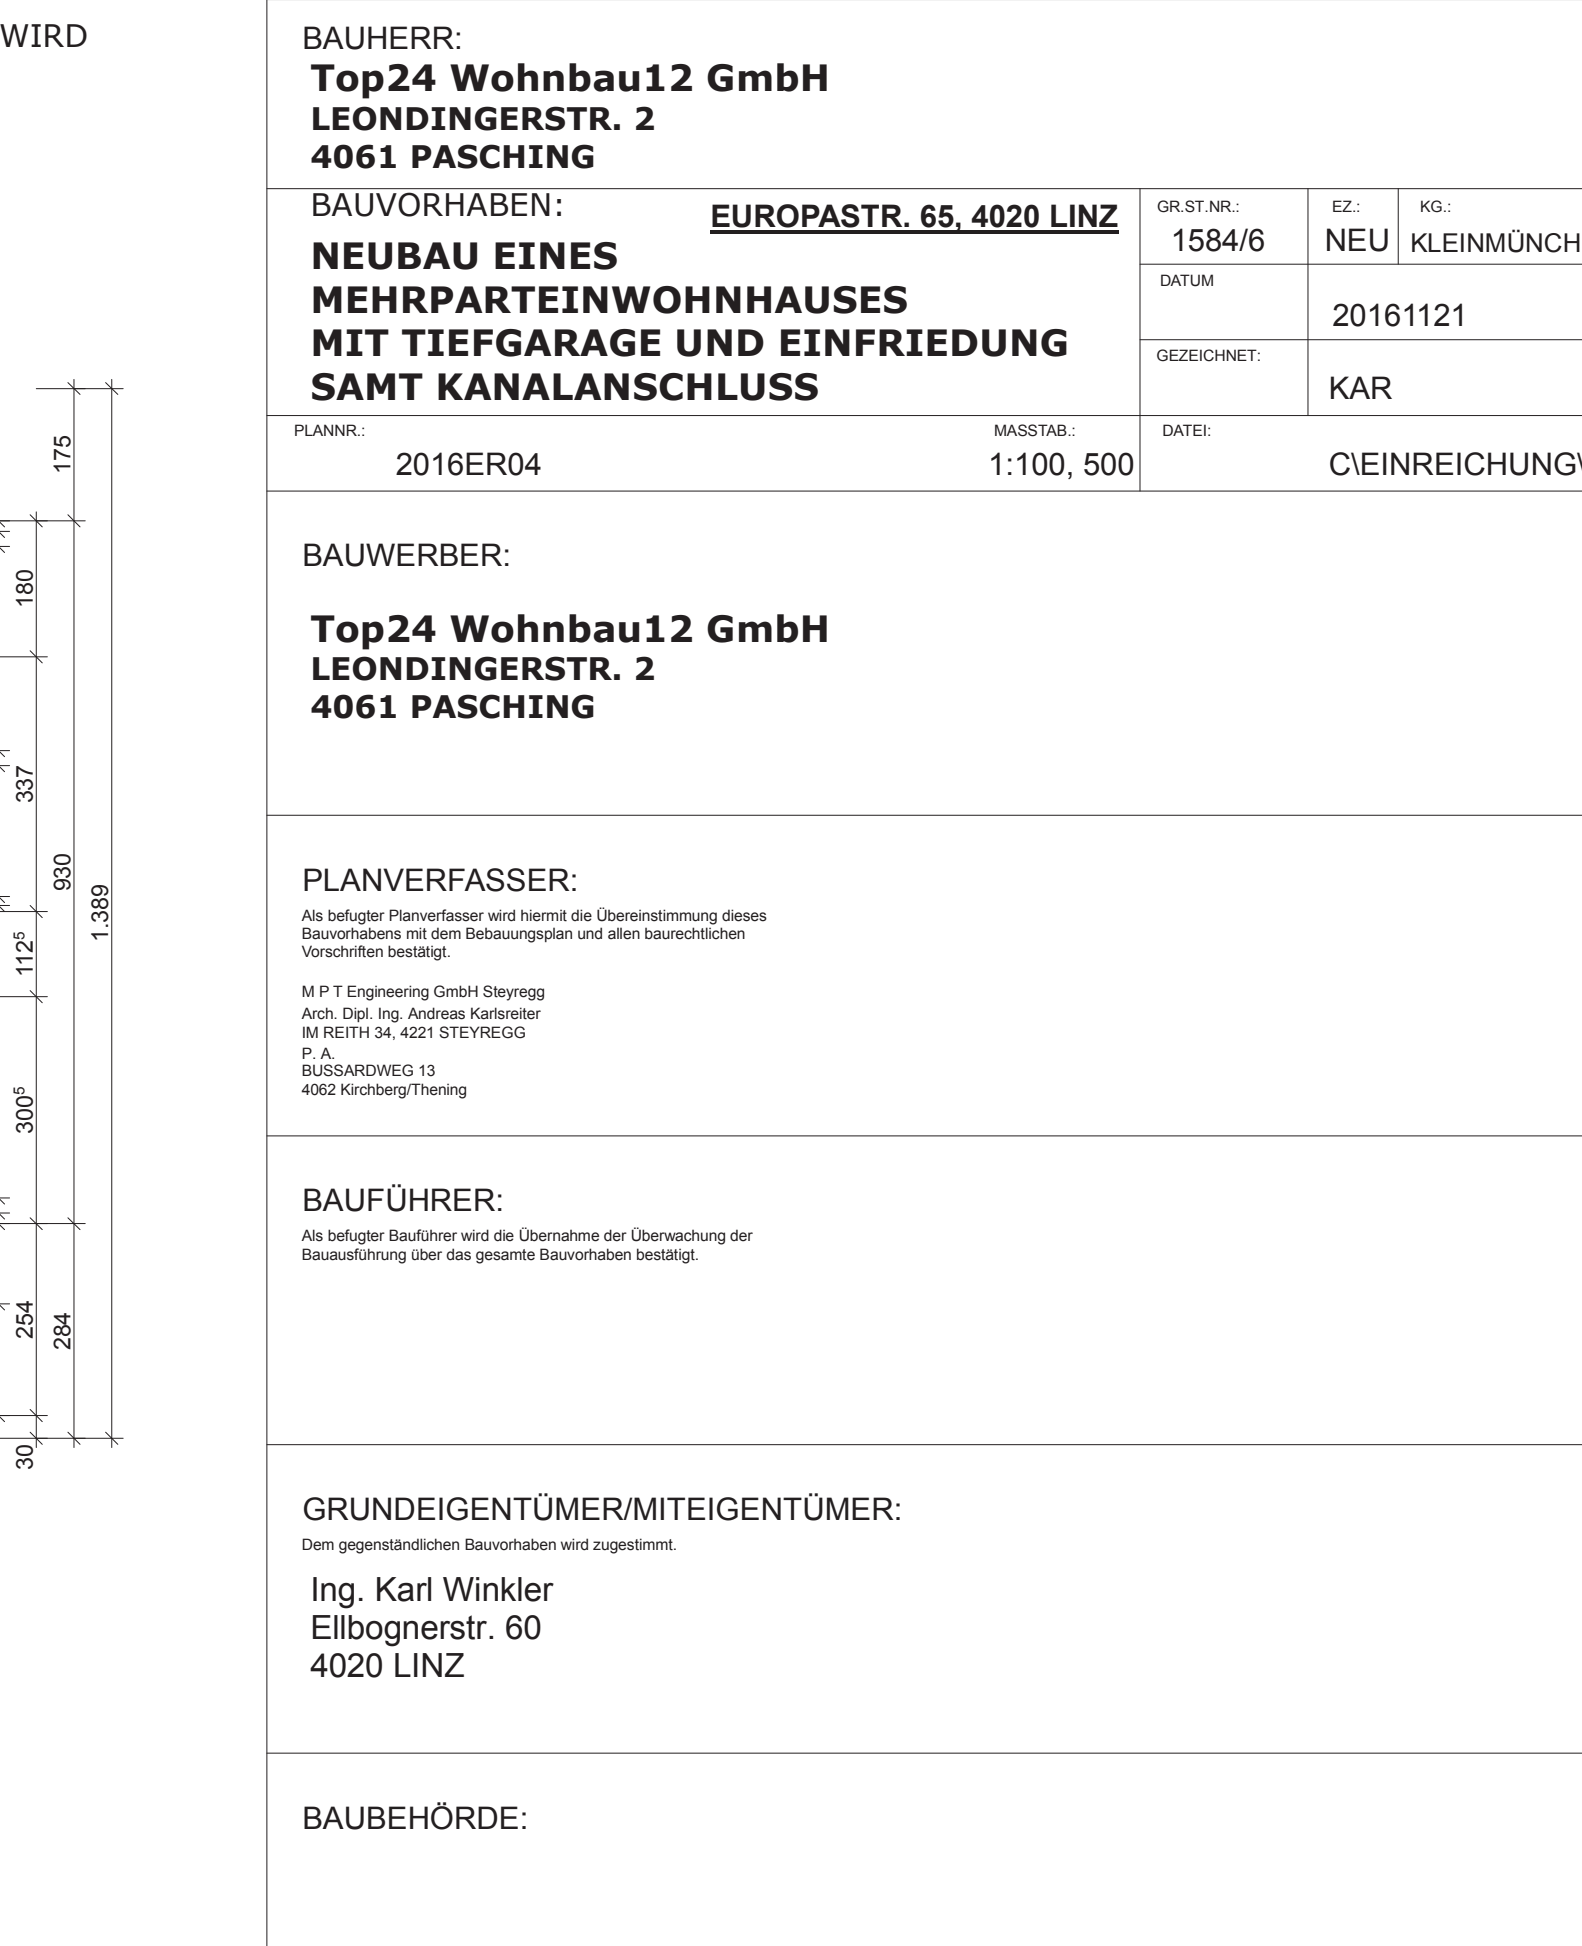 WIRD
BAUHERR:
Top24 Wohnbau12 GmbH
LEONDINGERSTR. 2
4061 PASCHING
BAUVORHABEN:
EUROPASTR. 65, 4020 LINZ
NEUBAU EINES
MEHRPARTEINWOHNHAUSES
MIT TIEFGARAGE UND EINFRIEDUNG
SAMT KANALANSCHLUSS
GR.ST.NR.:
1584/6
EZ.:
NEU
KG.:
KLEINMÜNCH
DATUM
20161121
GEZEICHNET:
KAR
PLANNR.:
2016ER04
MASSTAB.:
1:100, 500
DATEI:
C\EINREICHUNG\
BAUWERBER:
Top24 Wohnbau12 GmbH
LEONDINGERSTR. 2
4061 PASCHING
PLANVERFASSER:
Als befugter Planverfasser wird hiermit die Übereinstimmung dieses
Bauvorhabens mit dem Bebauungsplan und allen baurechtlichen
Vorschriften bestätigt.
M P T Engineering GmbH Steyregg
Arch. Dipl. Ing. Andreas Karlsreiter
IM REITH 34, 4221 STEYREGG
P. A.
BUSSARDWEG 13
4062 Kirchberg/Thening
BAUFÜHRER:
Als befugter Bauführer wird die Übernahme der Überwachung der
Bauausführung über das gesamte Bauvorhaben bestätigt.
GRUNDEIGENTÜMER/MITEIGENTÜMER:
Dem gegenständlichen Bauvorhaben wird zugestimmt.
Ing. Karl Winkler
Ellbognerstr. 60
4020 LINZ
BAUBEHÖRDE:
175
180
337
930
1.389
112⁵
300⁵
254
284
30